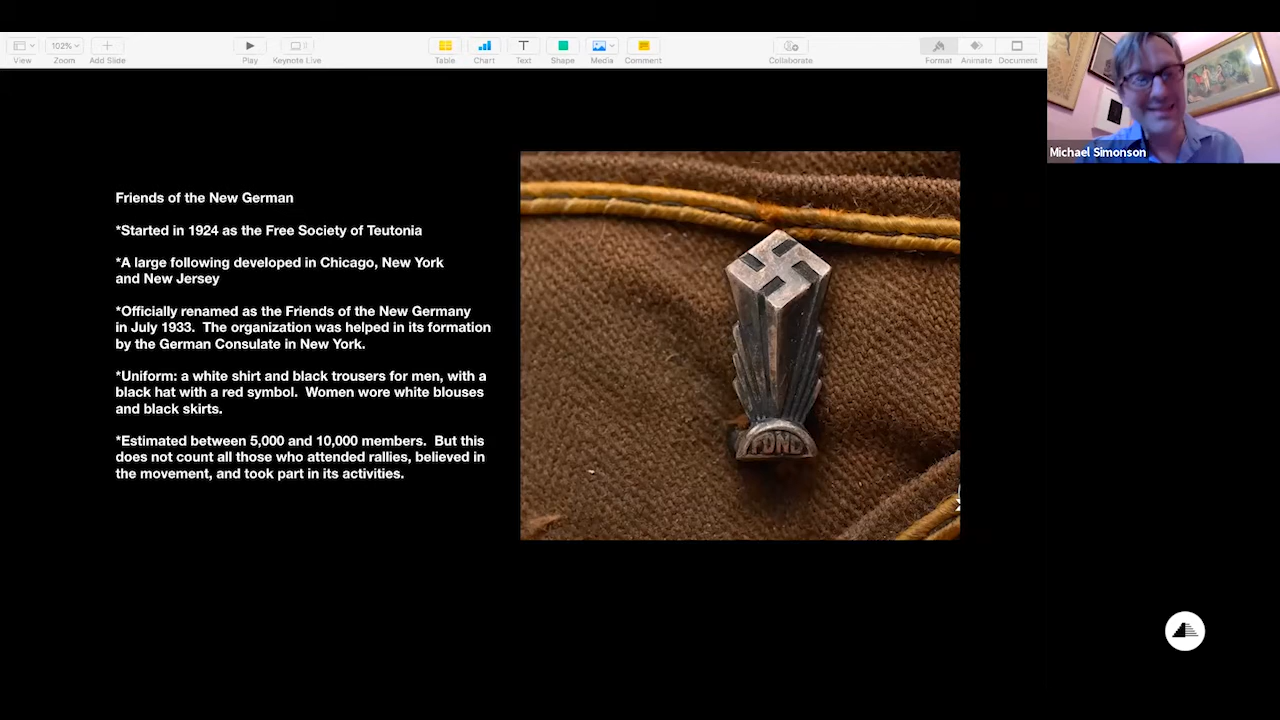 View
102%
Zoom
Add Slide
Play
Keynote Live
Table
Chart
Text
Shape
Media
Comment
Collaborate
Format
Animate
Document
Michael Simonson
Friends of the New German
*Started in 1924 as the Free Society of Teutonia
*A large following developed in Chicago, New York
and New Jersey
*Officially renamed as the Friends of the New Germany
in July 1933.  The organization was helped in its formation
by the German Consulate in New York.
*Uniform: a white shirt and black trousers for men, with a
black hat with a red symbol.  Women wore white blouses
and black skirts.
*Estimated between 5,000 and 10,000 members.  But this
does not count all those who attended rallies, believed in
the movement, and took part in its activities.
FDND